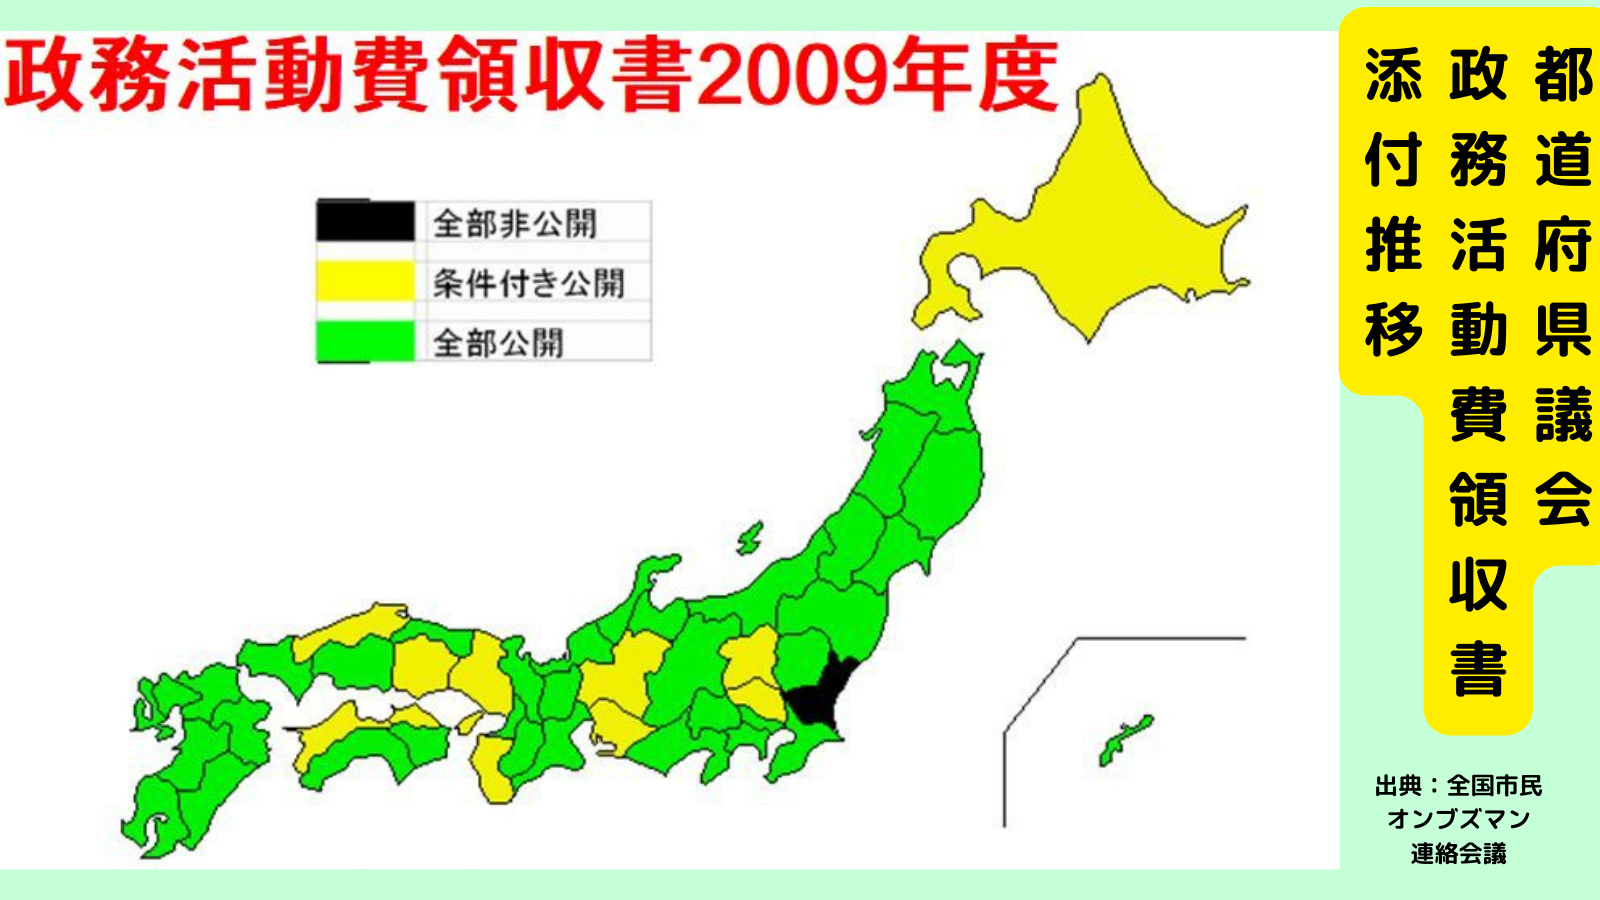 政務活動費領収書2009年度
全部非公開
条件付き公開
全部公開
都道府県議会
政務活動費領収書
添付推移
出典：全国市民
オンブズマン
連絡会議